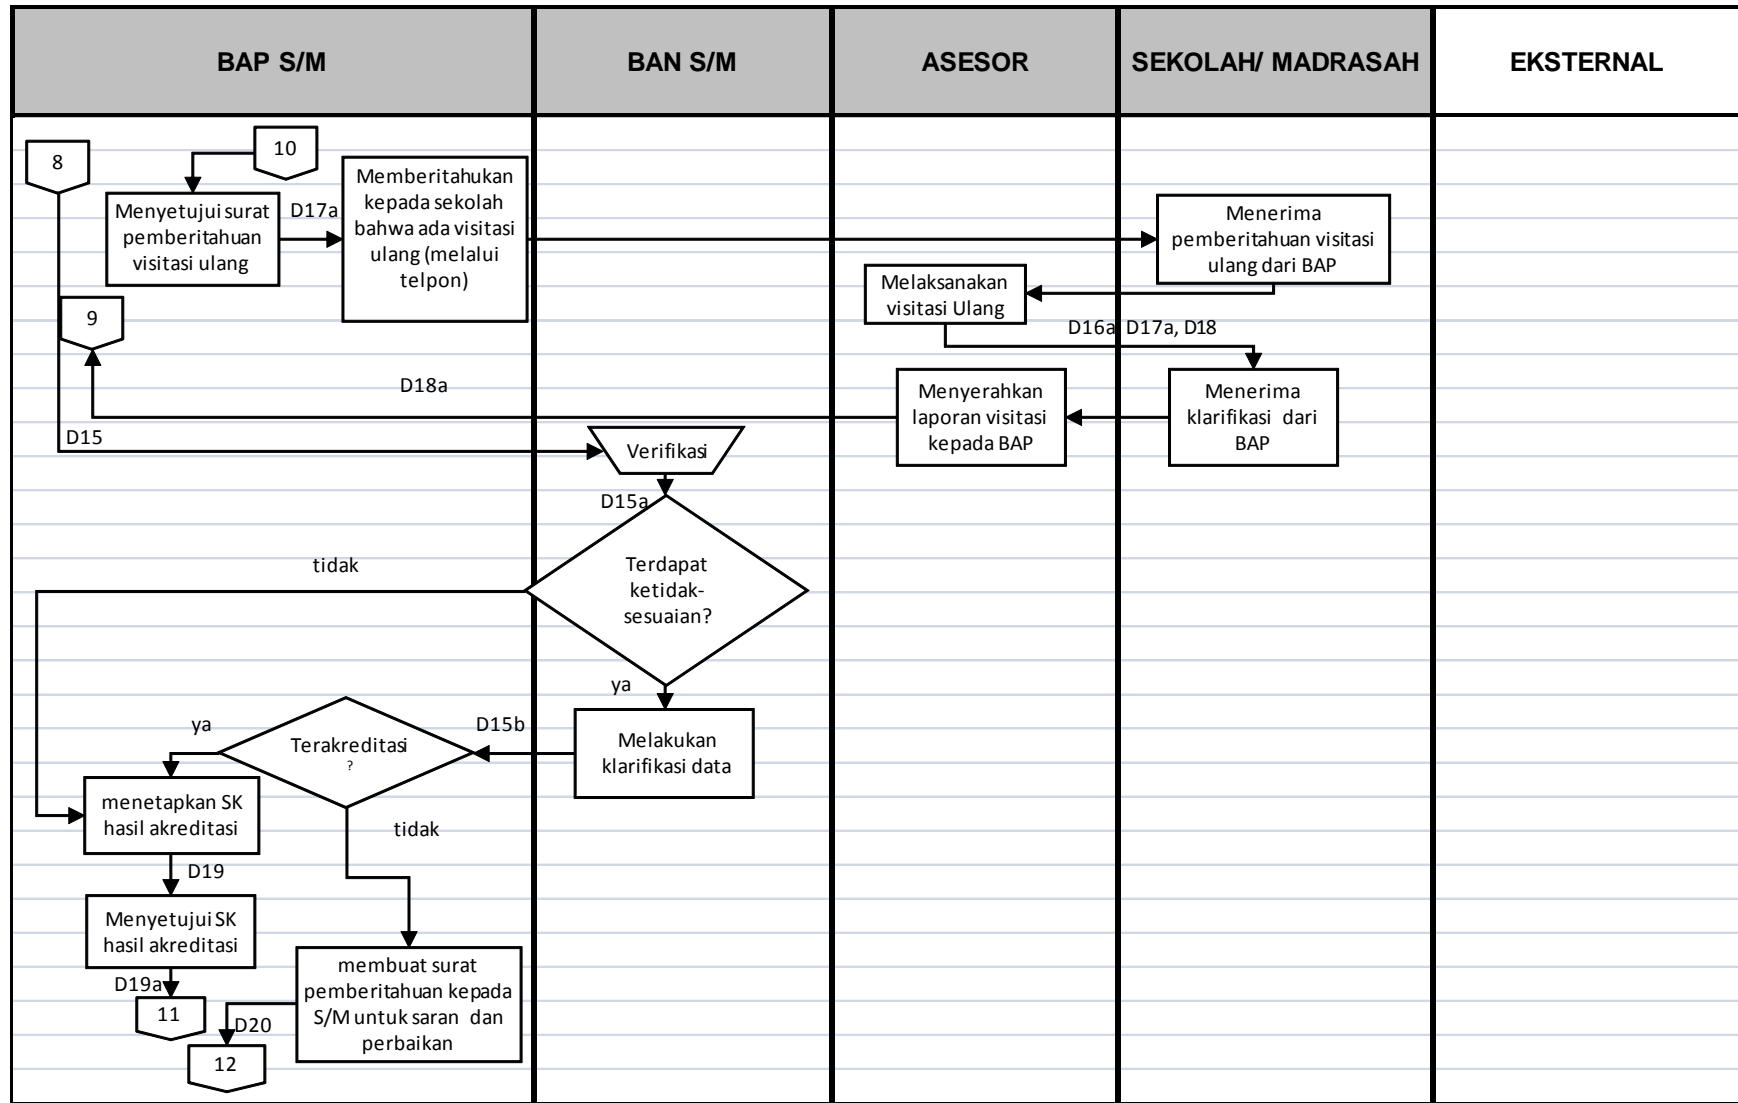 BAP S/M
BAN S/M
ASESOR
SEKOLAH/ MADRASAH
EKSTERNAL
8
10
Menyetujui surat
pemberitahuan
visitasi ulang
D17a
Memberitahukan
kepada sekolah
bahwa ada visitasi
ulang (melalui
telpon)
Menerima
pemberitahuan visitasi
ulang dari BAP
Melaksanakan
visitasi Ulang
9
D16a, D17a, D18
D18a
Menyerahkan
laporan visitasi
kepada BAP
Menerima
klarifikasi dari
BAP
D15
Verifikasi
D15a
tidak
Terdapat
ketidak-
sesuaian?
ya
ya
Terakreditasi
?
D15b
Melakukan
klarifikasi data
menetapkan SK
hasil akreditasi
tidak
D19
Menyetujui SK
hasil akreditasi
D19a
11
membuat surat
pemberitahuan kepada
S/M untuk saran dan
perbaikan
D20
12